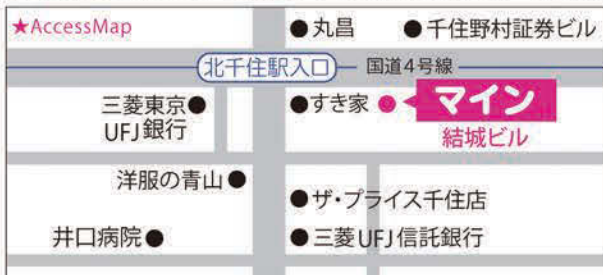 ★AccessMap
●丸昌
●千住野村証券ビル
北千住駅入口
国道4号線
三菱東京●
UFJ銀行
●すき家
マイン
結城ビル
洋服の青山●
●ザ・プライス千住店
井口病院●
●三菱UFJ信託銀行